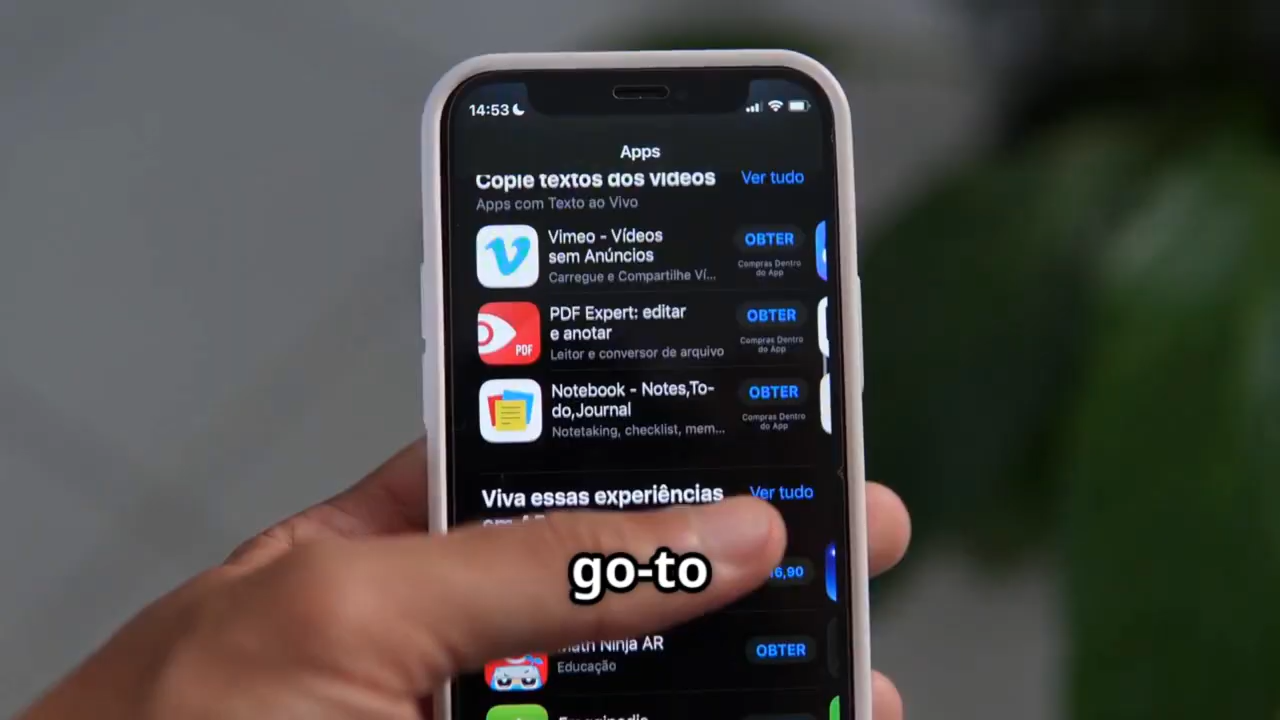 14:53
Apps
Copie textos dos vídeos
Ver tudo
Apps com Texto ao Vivo
Vimeo - Vídeos
sem Anúncios
Carregue e Compartilhe Ví...
OBTER
Compras Dentro
do App
PDF
PDF Expert: editar
e anotar
Leitor e conversor de arquivo
OBTER
Compras Dentro
do App
Notebook - Notes,To-
do,Journal
Notetaking, checklist, mem...
OBTER
Compras Dentro
do App
Viva essas experiências
Ver tudo
go-to
6,90
Math Ninja AR
Educação
OBTER